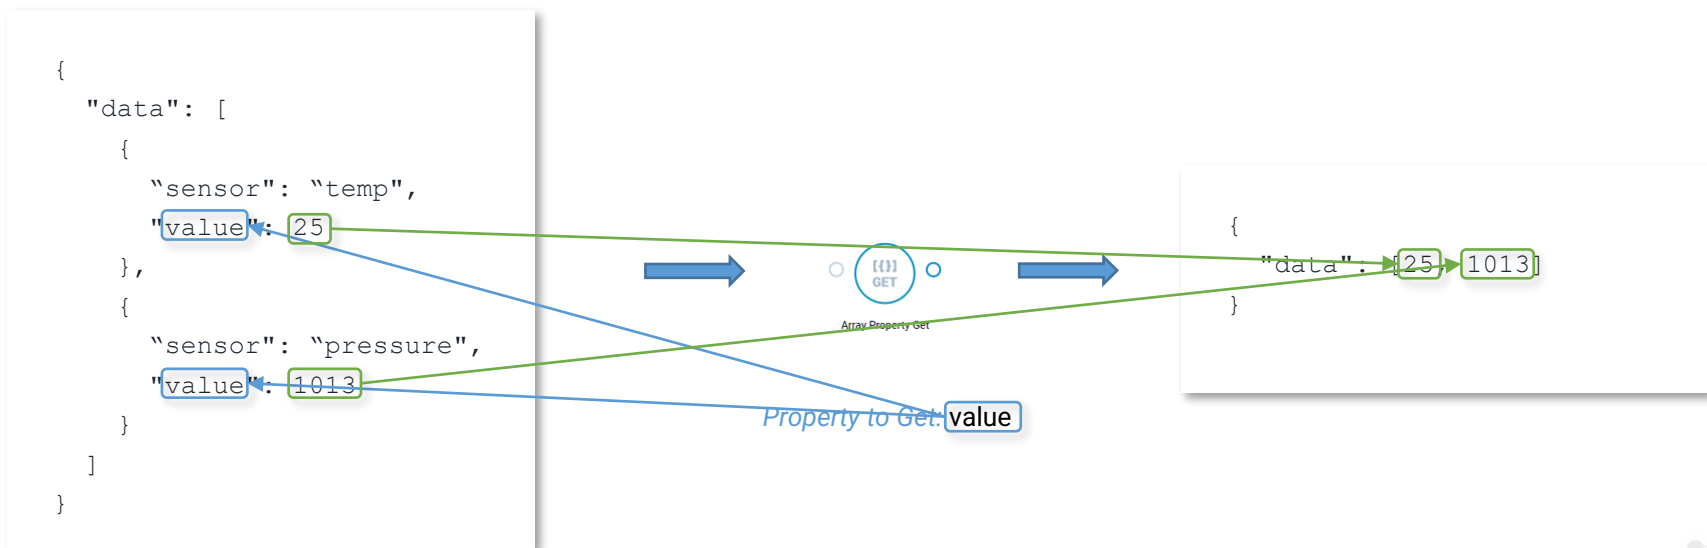 {
"data": [
{
“sensor": “temp",
"value": 25
},
{
“sensor": “pressure",
"value": 1013
}
]
}
[{}]
GET
Array Property Get
Property to Get: value
{
"data": [25, 1013]
}